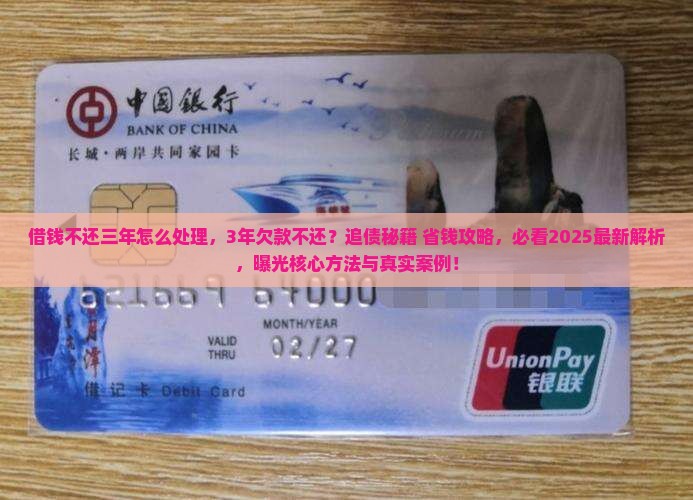 中国银行
BANK OF CHINA
长城·两岸共同家园卡
借钱不还三年怎么处理，3年欠款不还？追债秘籍 省钱攻略，必看2025最新解析
，曝光核心方法与真实案例！
621669 64000
MONTH/YEAR
VALID
THRU
02/27
月潭
借记卡 Debit Card
UnionPay
银联